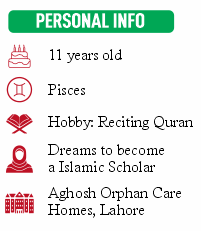 PERSONAL INFO
11 years old
Pisces
Hobby: Reciting Quran
Dreams to become
a Islamic Scholar
Aghosh Orphan Care
Homes, Lahore